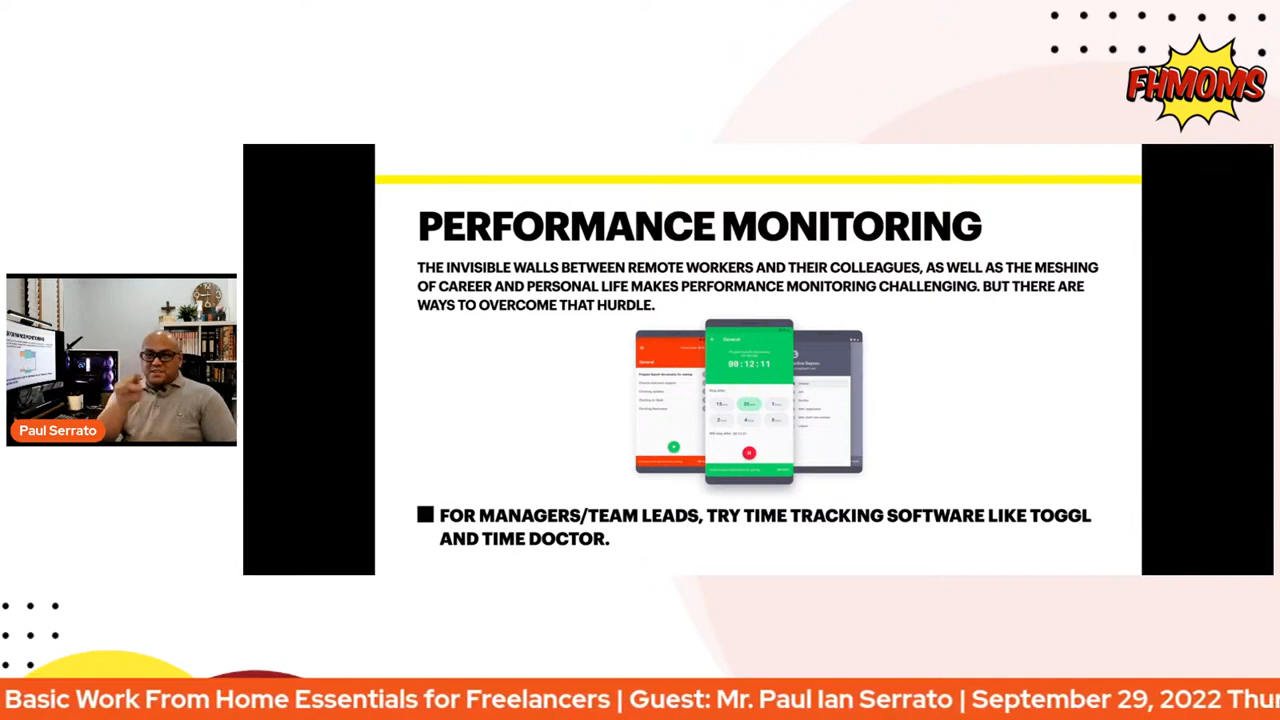 FHMOMS
PERFORMANCE MONITORING
THE INVISIBLE WALLS BETWEEN REMOTE WORKERS AND THEIR COLLEAGUES, AS WELL AS THE MESHING
OF CAREER AND PERSONAL LIFE MAKES PERFORMANCE MONITORING CHALLENGING. BUT THERE ARE
WAYS TO OVERCOME THAT HURDLE.
General
General
00:12:11
FOR MANAGERS/TEAM LEADS, TRY TIME TRACKING SOFTWARE LIKE TOGGL
AND TIME DOCTOR.
Paul Serrato
Basic Work From Home Essentials for Freelancers | Guest: Mr. Paul Ian Serrato | September 29, 2022 Thu